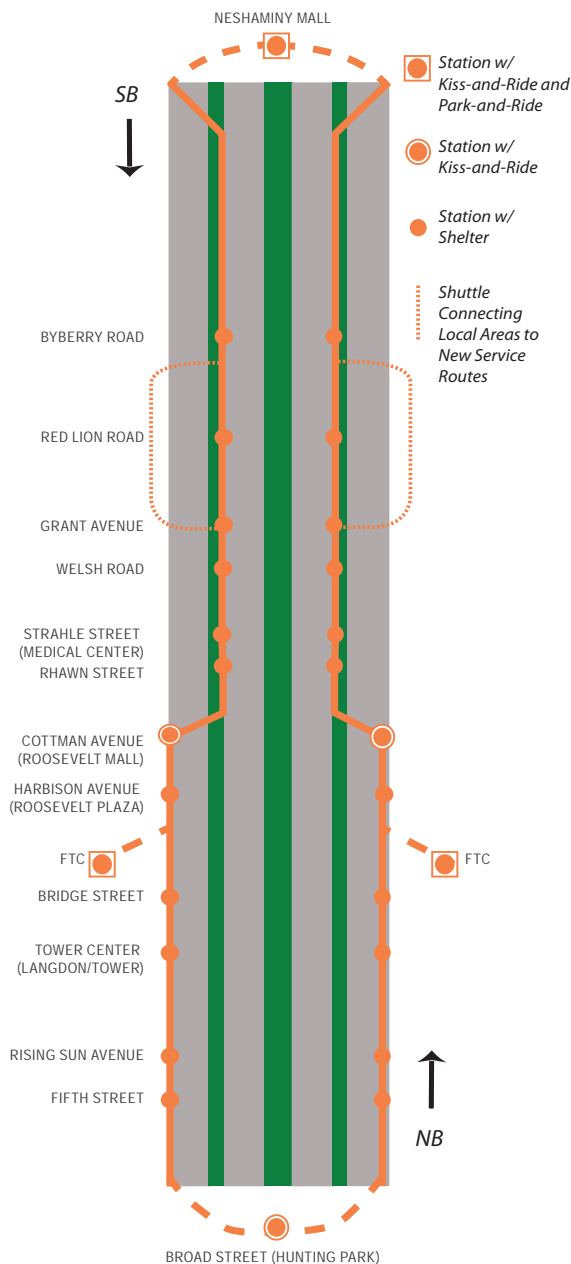 NESHAMINY MALL
SB
Station w/
Kiss-and-Ride and
Park-and-Ride
Station w/
Kiss-and-Ride
Station w/
Shelter
Shuttle
Connecting
Local Areas to
New Service
Routes
BYBERRY ROAD
RED LION ROAD
GRANT AVENUE
WELSH ROAD
STRAHLE STREET
(MEDICAL CENTER)
RHAWN STREET
COTTMAN AVENUE
(ROOSEVELT MALL)
HARBISON AVENUE
(ROOSEVELT PLAZA)
FTC
FTC
BRIDGE STREET
TOWER CENTER
(LANGDON/TOWER)
RISING SUN AVENUE
FIFTH STREET
NB
BROAD STREET (HUNTING PARK)